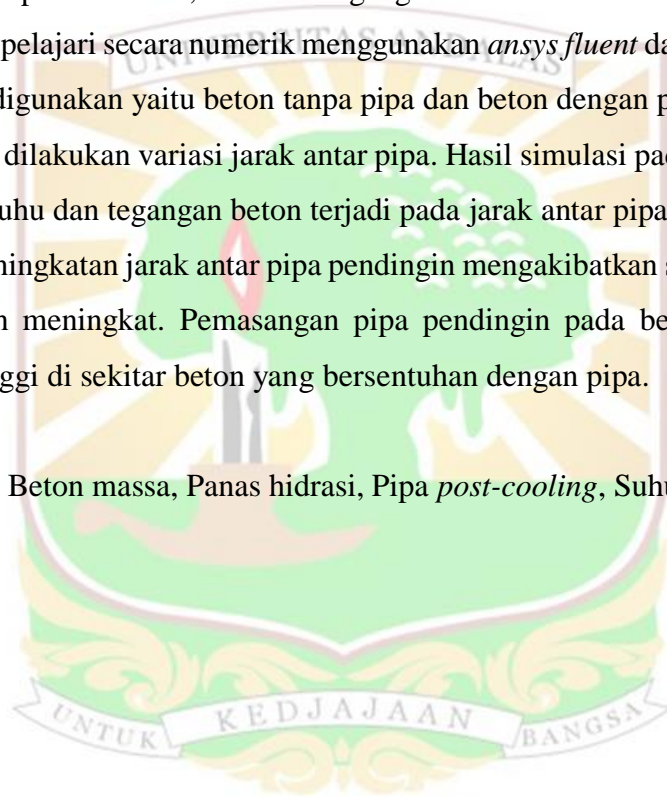 pelajari secara numerik menggunakan ansys fluent da
UNIVERSITAS ANDALAS
digunakan yaitu beton tanpa pipa dan beton dengan p
dilakukan variasi jarak antar pipa. Hasil simulasi pad
uhu dan tegangan beton terjadi pada jarak antar pipa
ningkatan jarak antar pipa pendingin mengakibatkan s
n meningkat. Pemasangan pipa pendingin pada be
ggi di sekitar beton yang bersentuhan dengan pipa.
Beton massa, Panas hidrasi, Pipa post-cooling, Suhu
UNTUK KEDJAJAAN BANGSA